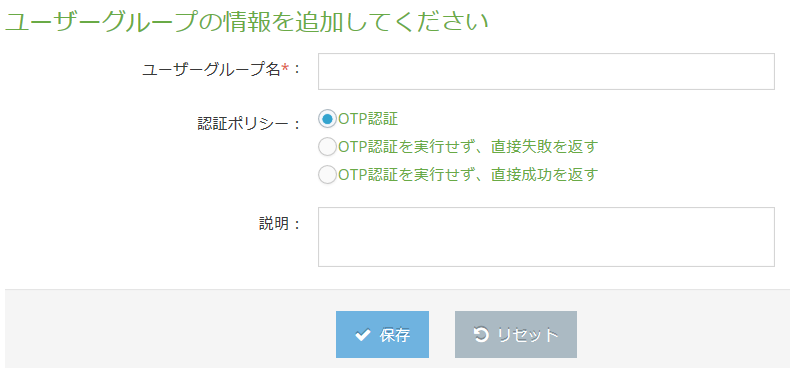 ユーザーグループの情報を追加してください
ユーザーグループ名*：
認証ポリシー：
OTP認証
OTP認証を実行せず、直接失敗を返す
OTP認証を実行せず、直接成功を返す
説明：
保存
リセット